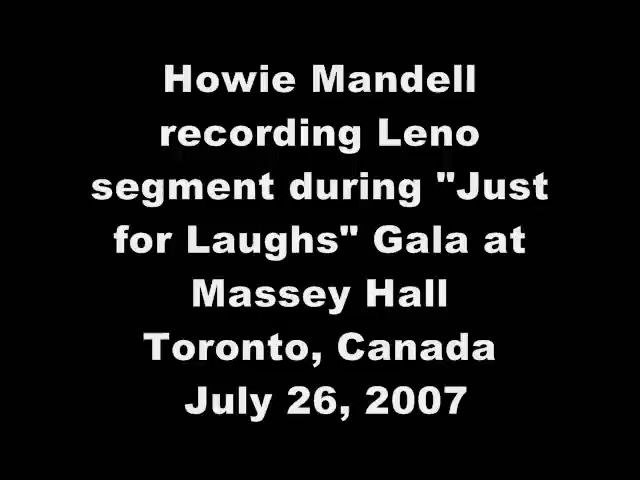 Howie Mandell
recording Leno
segment during "Just
for Laughs" Gala at
Massey Hall
Toronto, Canada
July 26, 2007